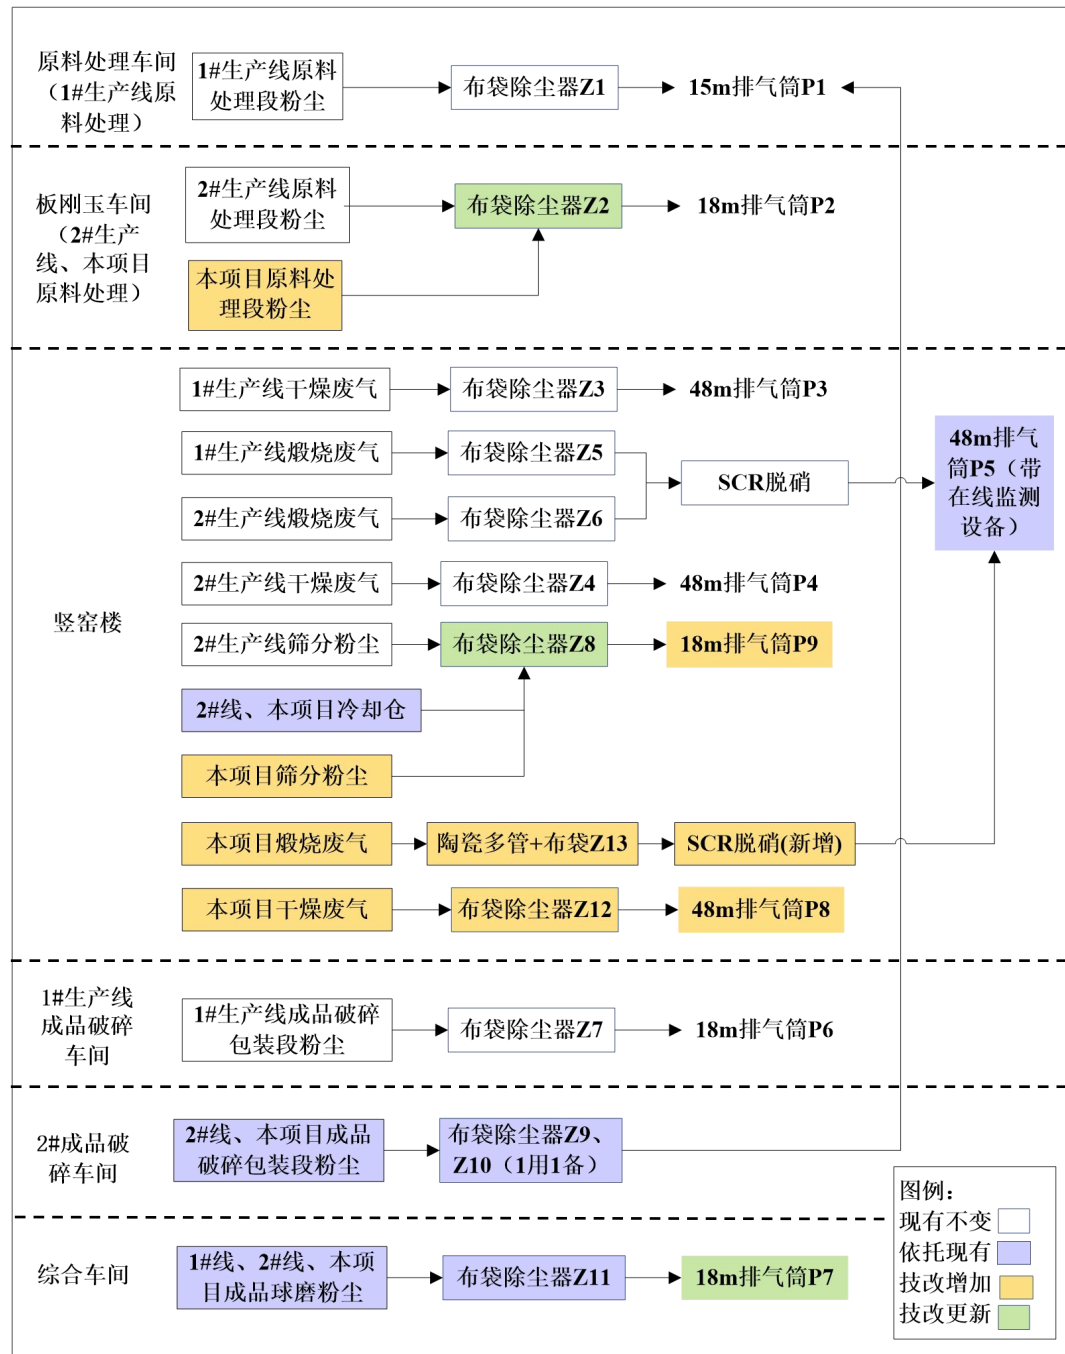 原料处理车间
（1#生产线原
料处理）
1#生产线原料
处理段粉尘
布袋除尘器Z1
15m排气筒P1
板刚玉车间
（2#生产
线、本项目
原料处理）
2#生产线原料
处理段粉尘
布袋除尘器Z2
18m排气筒P2
本项目原料处
理段粉尘
竖窑楼
1#生产线干燥废气
布袋除尘器Z3
48m排气筒P3
1#生产线煅烧废气
布袋除尘器Z5
2#生产线煅烧废气
布袋除尘器Z6
SCR脱硝
48m排气
筒P5（带
在线监测
设备）
2#生产线干燥废气
布袋除尘器Z4
48m排气筒P4
2#生产线筛分粉尘
布袋除尘器Z8
18m排气筒P9
2#线、本项目冷却仓
本项目筛分粉尘
本项目煅烧废气
陶瓷多管+布袋Z13
SCR脱硝(新增)
本项目干燥废气
布袋除尘器Z12
48m排气筒P8
1#生产线
成品破碎
车间
1#生产线成品破碎
包装段粉尘
布袋除尘器Z7
18m排气筒P6
2#成品破
碎车间
2#线、本项目成品
破碎包装段粉尘
布袋除尘器Z9、
Z10（1用1备）
综合车间
1#线、2#线、本项
目成品球磨粉尘
布袋除尘器Z11
18m排气筒P7
图例：
现有不变
依托现有
技改增加
技改更新